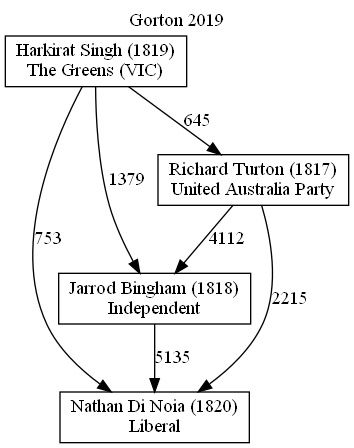 Gorton 2019
Harkirat Singh (1819)
The Greens (VIC)
645
Richard Turton (1817)
United Australia Party
1379
753
4112
Jarrod Bingham (1818)
Independent
2215
5135
Nathan Di Noia (1820)
Liberal